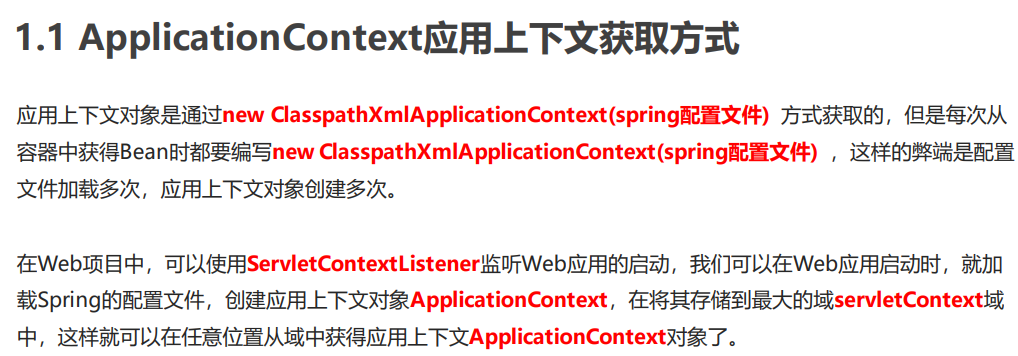 1.1 ApplicationContext应用上下文获取方式
应用上下文对象是通过new ClasspathXmlApplicationContext(spring配置文件) 方式获取的，但是每次从
容器中获得Bean时都要编写new ClasspathXmlApplicationContext(spring配置文件) ，这样的弊端是配置
文件加载多次，应用上下文对象创建多次。
在Web项目中，可以使用ServletContextListener监听Web应用的启动，我们可以在Web应用启动时，就加
载Spring的配置文件，创建应用上下文对象ApplicationContext，在将其存储到最大的域servletContext域
中，这样就可以在任意位置从域中获得应用上下文ApplicationContext对象了。